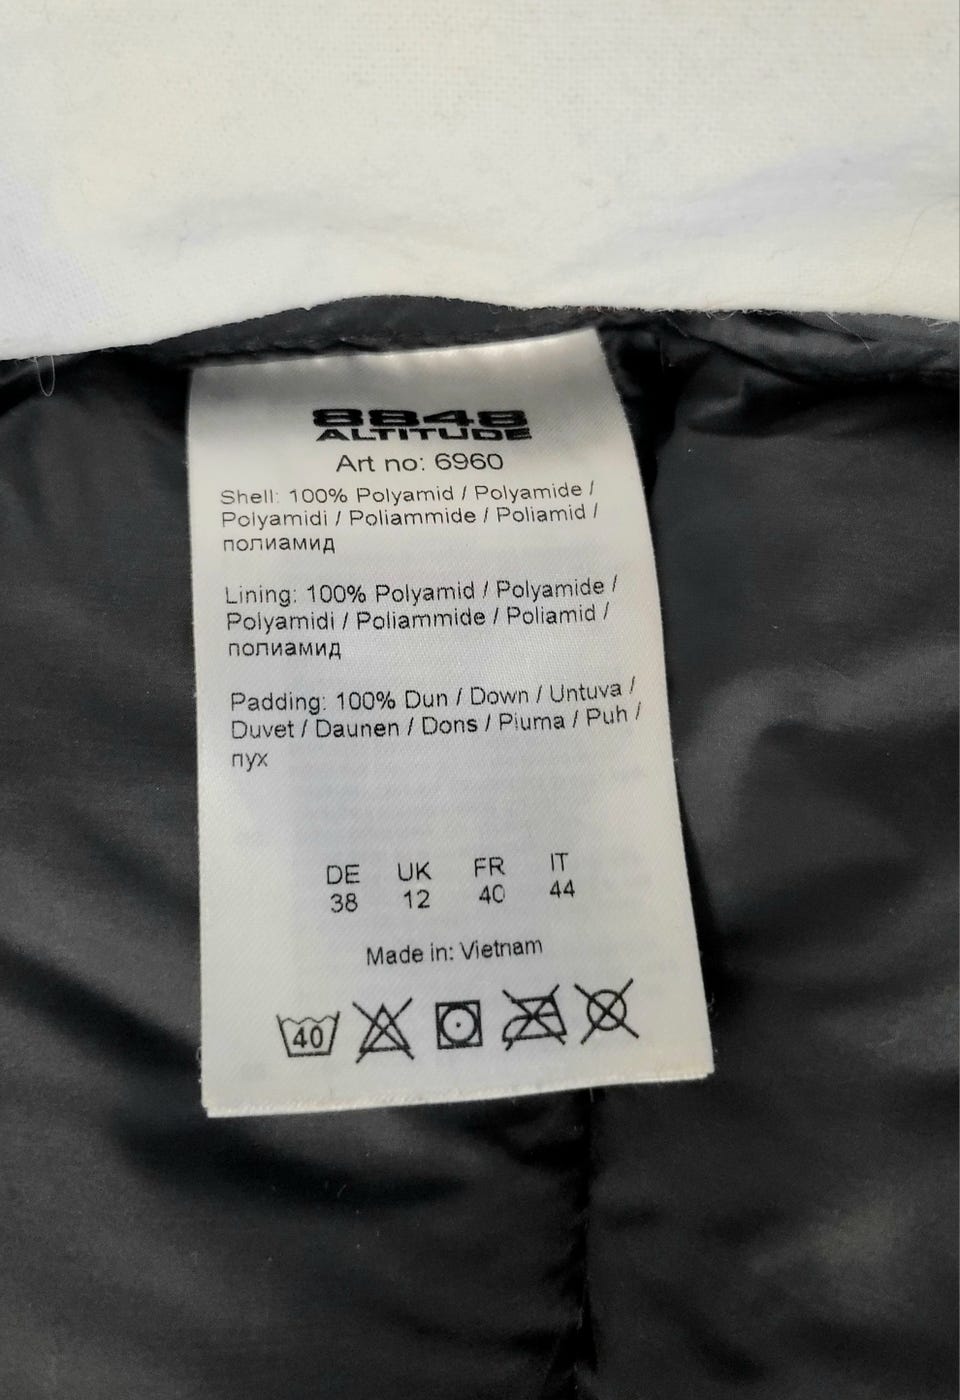 8848
ALTITUDE
Art no: 6960
Shell: 100% Polyamid / Polyamide /
Polyamidi / Poliammide / Poliamid /
полиамид
Lining: 100% Polyamid / Polyamide /
Polyamidi / Poliammide / Poliamid /
полиамид
Padding: 100% Dun / Down / Untuva /
Duvet / Daunen / Dons / Piuma / Puh /
пух
DE UK FR IT
38 12 40 44
Made in: Vietnam
40